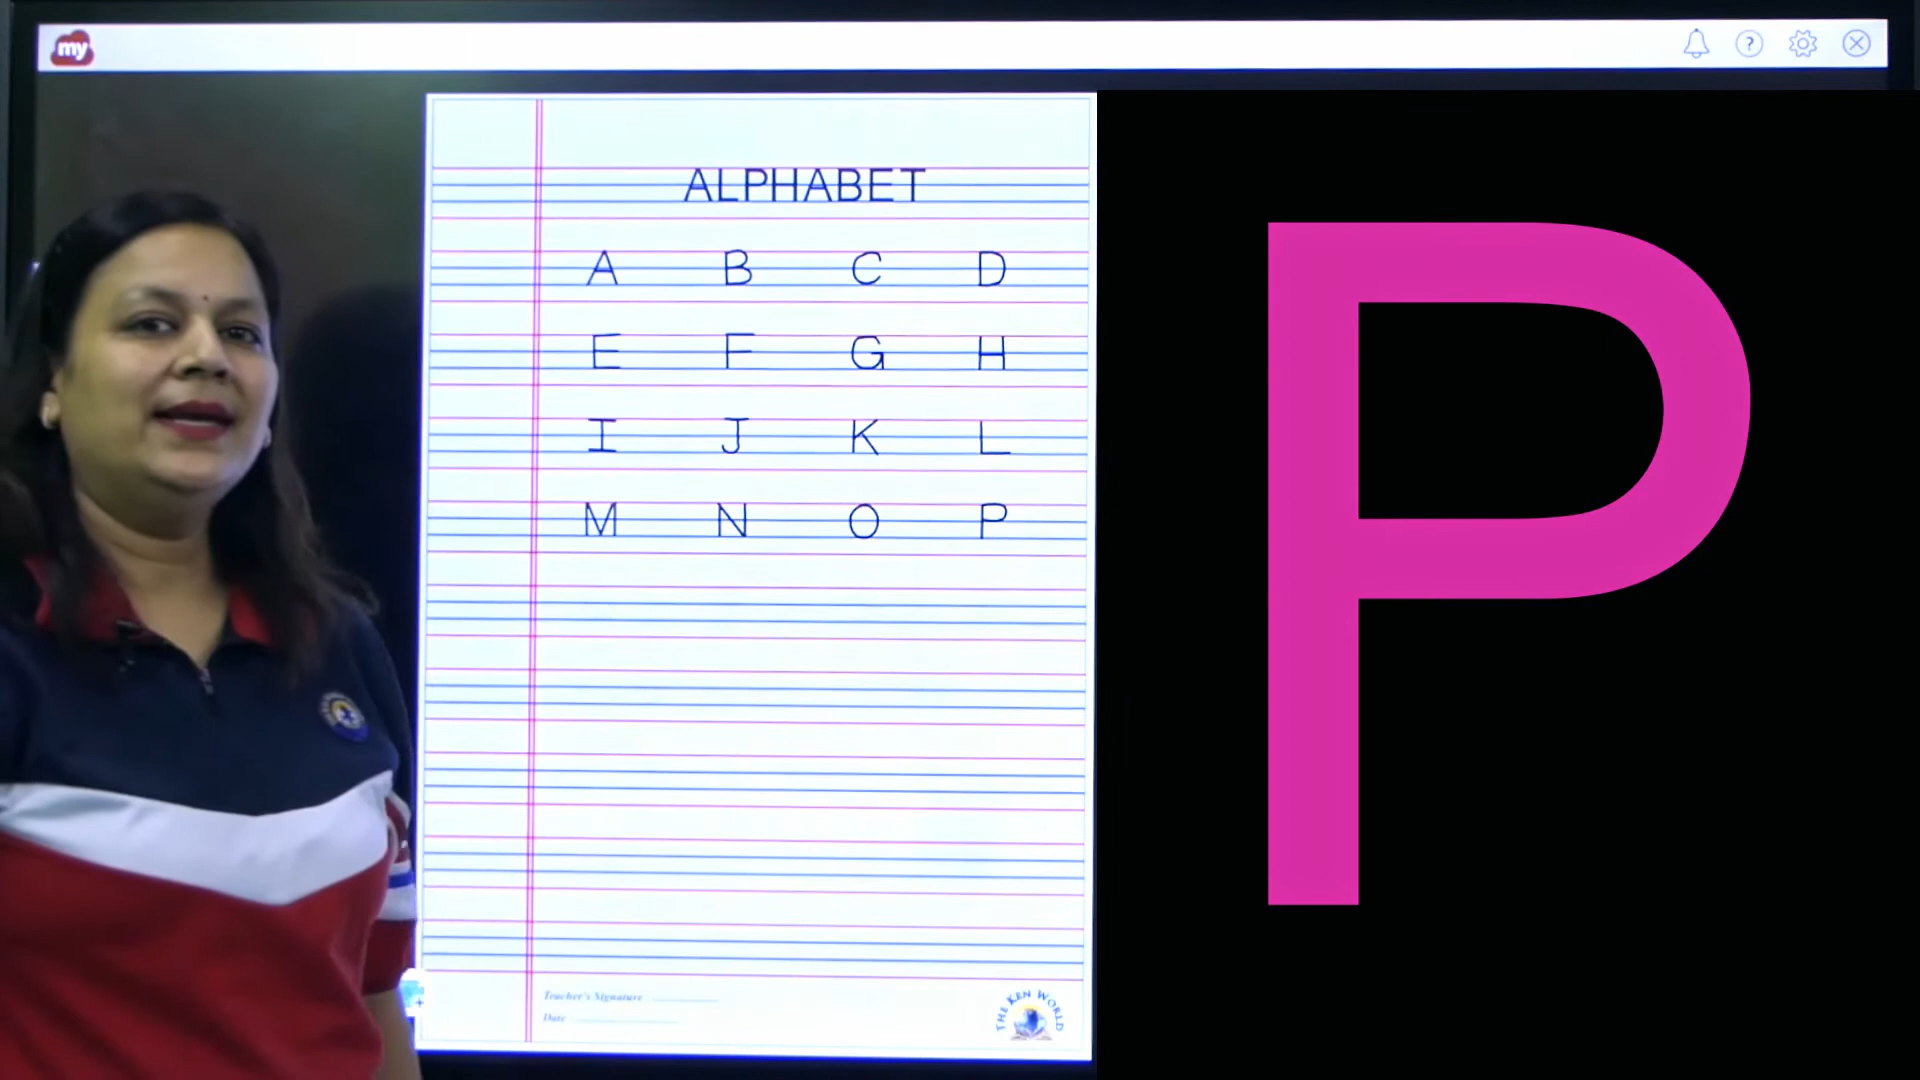 my
ALPHABET
A B C D
E F G H
I J K L
M N O P
P
Teacher's Signature
Date
THE KEN WORLD